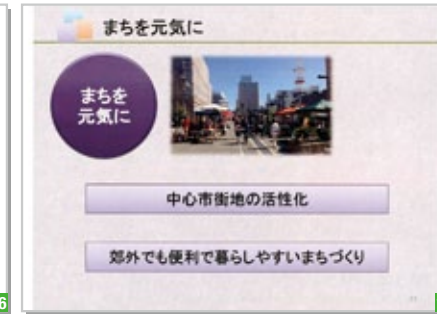 まちを元気に
まちを
元気に
中心市街地の活性化
郊外でも便利で暮らしやすいまちづくり
6